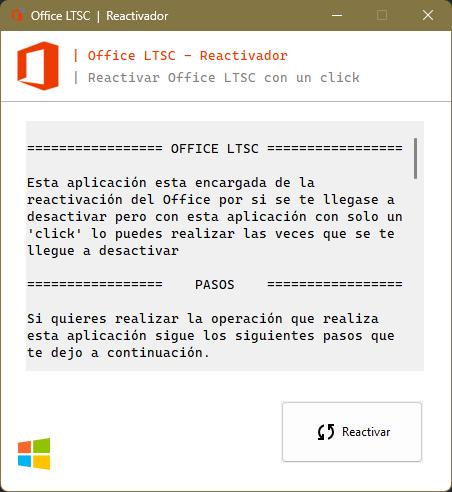 Office LTSC | Reactivador
| Office LTSC - Reactivador
| Reactivar Office LTSC con un click
================= OFFICE LTSC =================
Esta aplicación esta encargada de la
reactivación del Office por si se te llegase a
desactivar pero con esta aplicación con solo un
'click' lo puedes realizar las veces que se te
llegue a desactivar
=================    PASOS    =================
Si quieres realizar la operación que realiza
esta aplicación sigue los siguientes pasos que
te dejo a continuación.
Reactivar